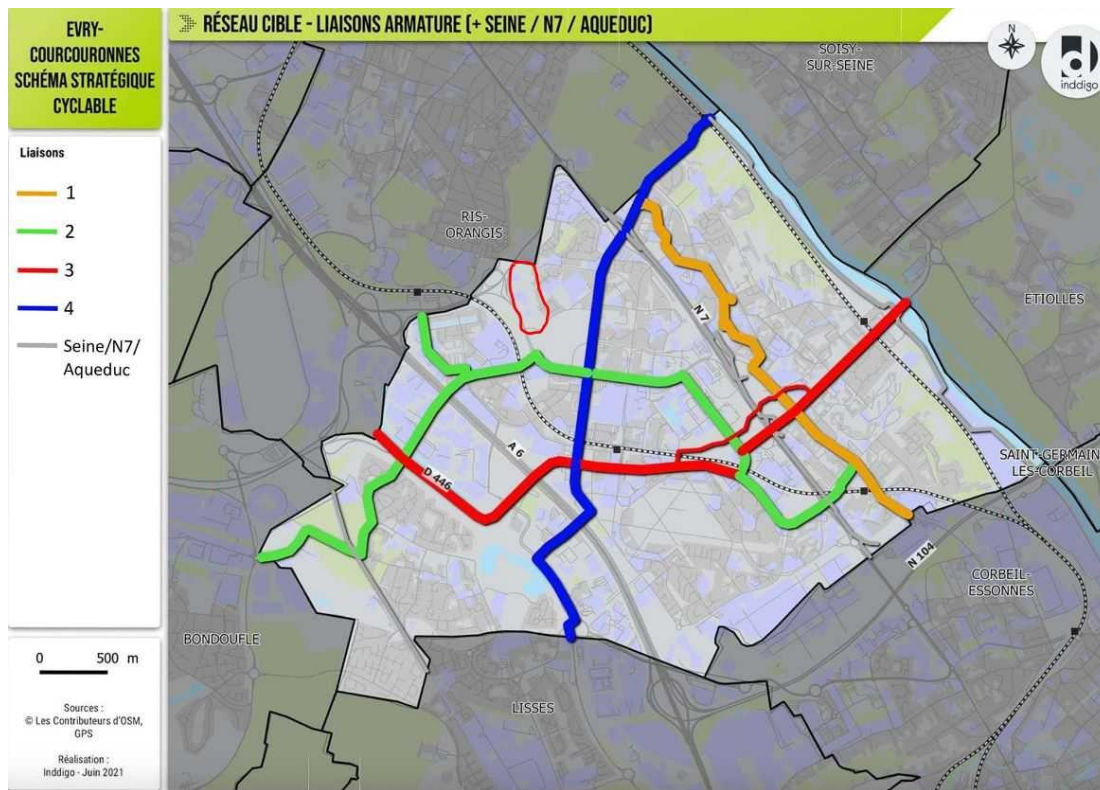 EVRY-
COURCOURONNES
SCHÉMA STRATÉGIQUE
CYCLABLE
RÉSEAU CIBLE - LIAISONS ARMATURE (+ SEINE / N7 / AQUEDUC)
N
inddigo
Liaisons
1
2
3
4
Seine/N7/
Aqueduc
0 500 m
Sources :
© Les Contributeurs d'OSM,
GPS
Réalisation :
Inddigo - Juin 2021
SOISY-
SUR-SEINE
RIS-
ORANGIS
ETIOLLES
N 7
A 6
D 446
SAINT-GERMAIN
LÈS-CORBEIL
N 104
CORBEIL-
ESSONNES
BONDOUFLE
LISSES